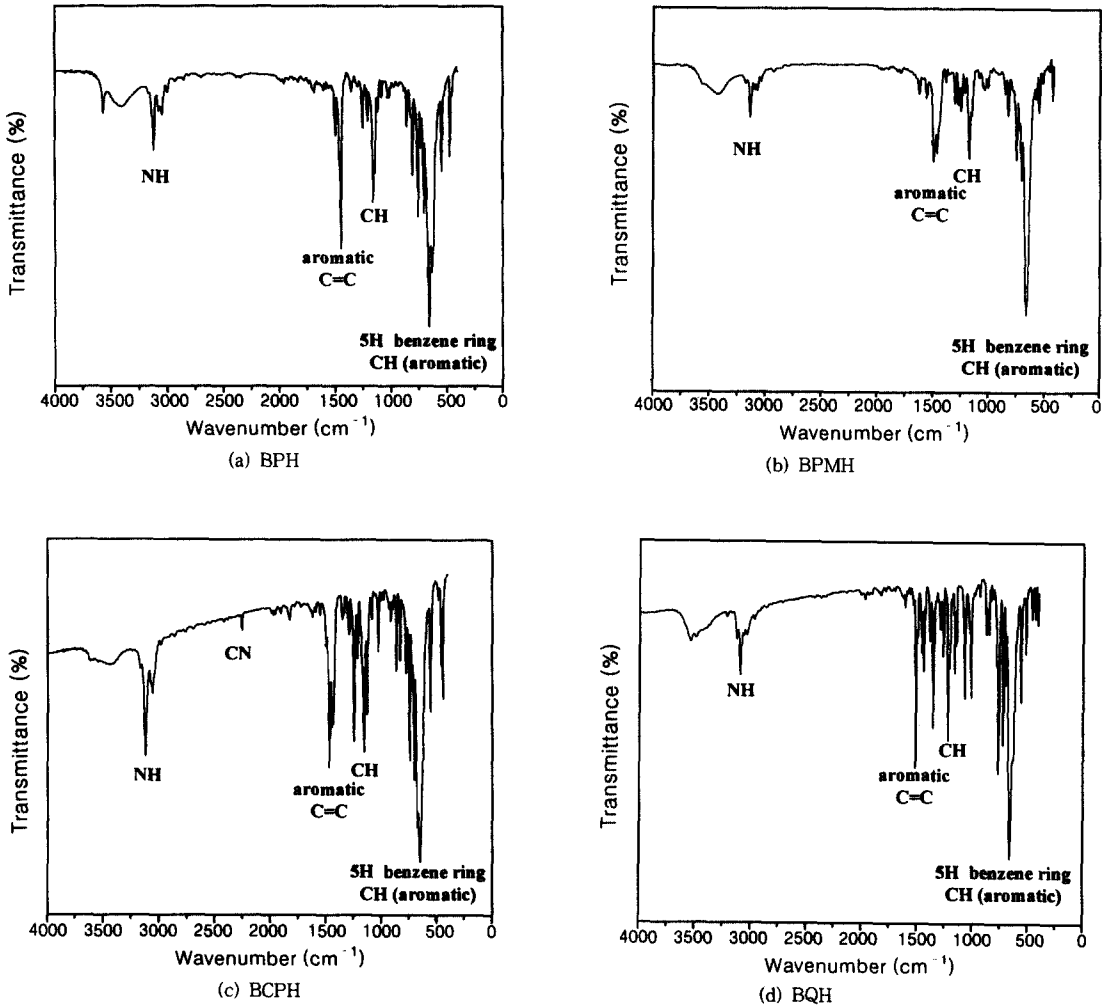 Transmittance (%)
NH
CH
aromatic
C=C
5H benzene ring
CH (aromatic)
4000 3500 3000 2500 2000 1500 1000 500 0
Wavenumber (cm⁻¹)
(a) BPH
Transmittance (%)
NH
CH
aromatic
C=C
5H benzene ring
CH (aromatic)
4000 3500 3000 2500 2000 1500 1000 500 0
Wavenumber (cm⁻¹)
(b) BPMH
Transmittance (%)
CN
NH
CH
aromatic
C=C
5H benzene ring
CH (aromatic)
4000 3500 3000 2500 2000 1500 1000 500 0
Wavenumber (cm⁻¹)
(c) BCPH
Transmittance (%)
NH
CH
aromatic
C=C
5H benzene ring
CH (aromatic)
4000 3500 3000 2500 2000 1500 1000 500 0
Wavenumber (cm⁻¹)
(d) BQH